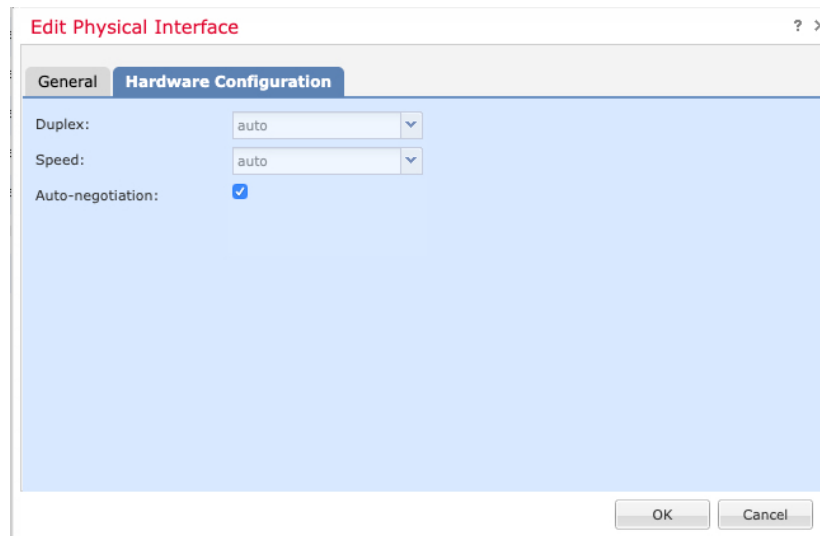 Edit Physical Interface
?
General
Hardware Configuration
Duplex:
auto
Speed:
auto
Auto-negotiation:
OK
Cancel